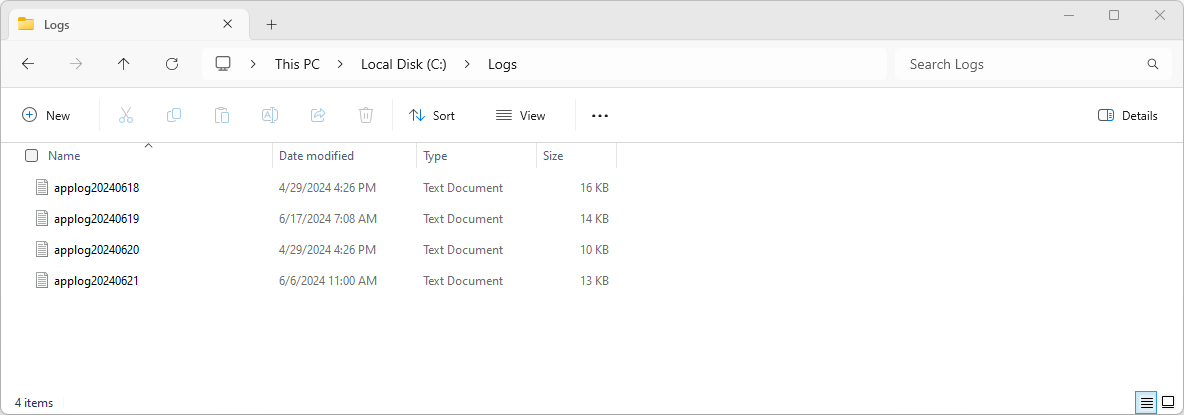 Logs
This PC Local Disk (C:) Logs Search Logs
New Sort View Details
Name Date modified Type Size
applog20240618 4/29/2024 4:26 PM Text Document 16 KB
applog20240619 6/17/2024 7:08 AM Text Document 14 KB
applog20240620 4/29/2024 4:26 PM Text Document 10 KB
applog20240621 6/6/2024 11:00 AM Text Document 13 KB
4 items